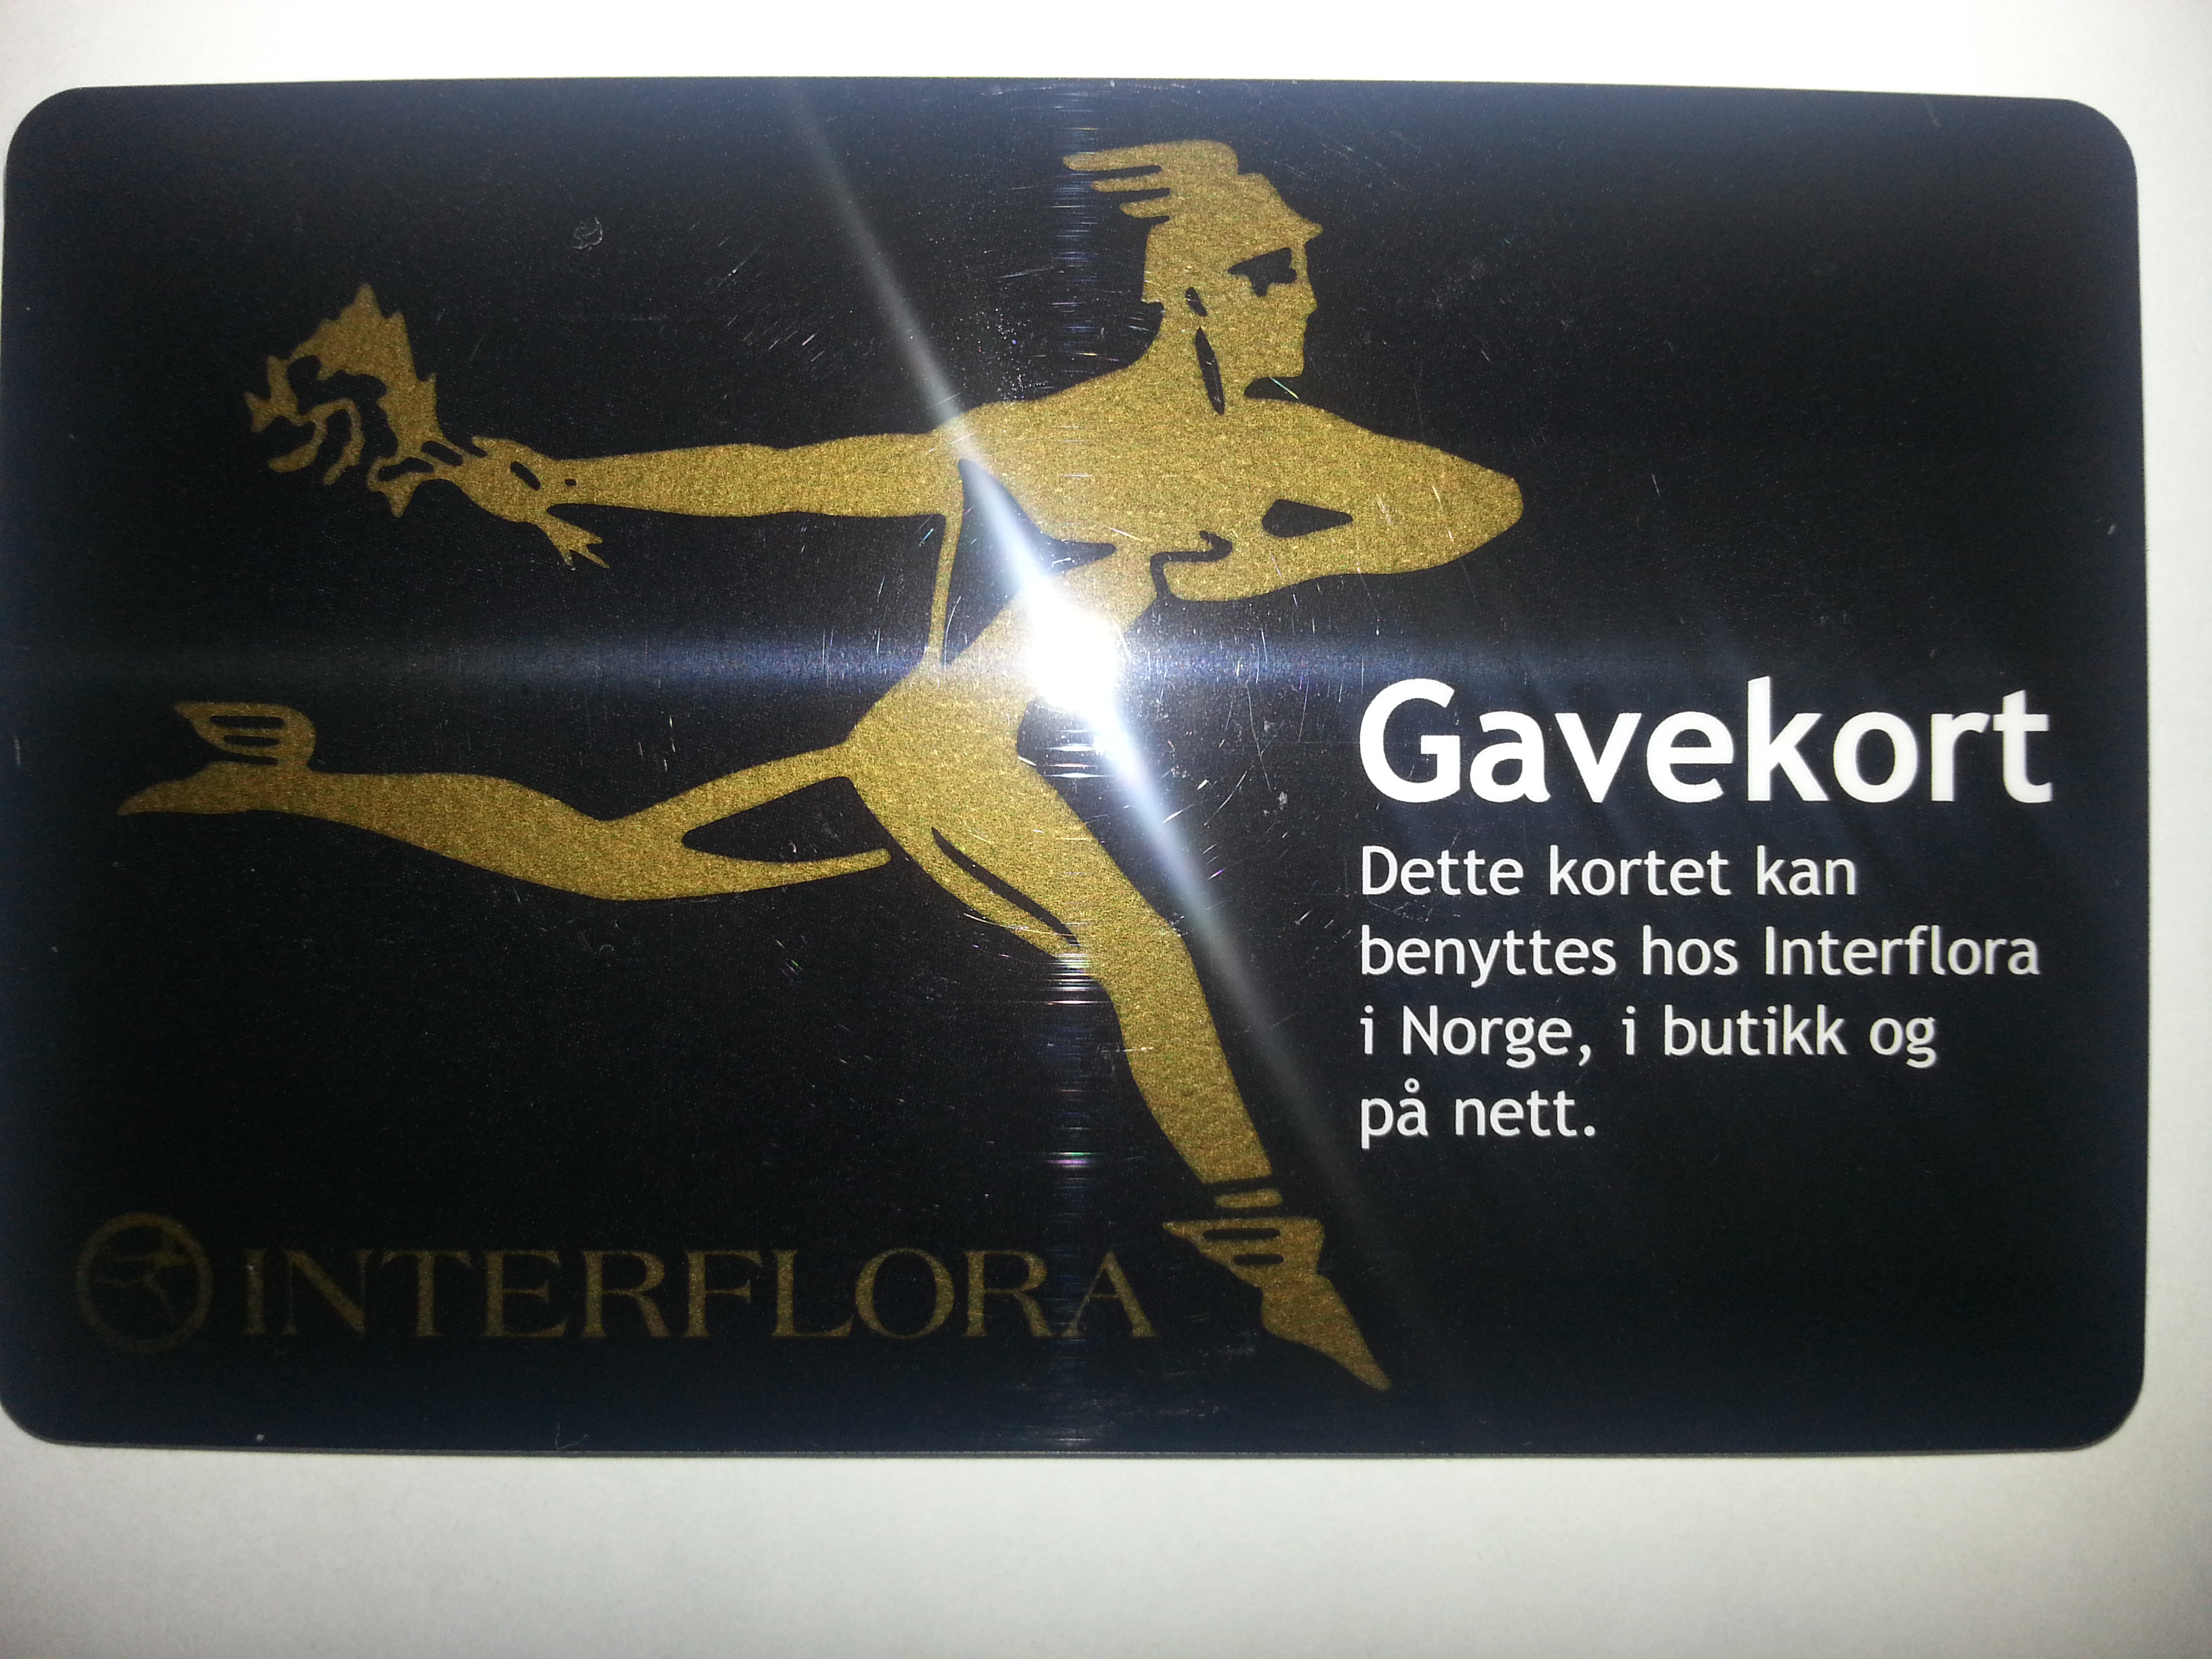 Gavekort
Dette kortet kan
benyttes hos Interflora
i Norge, i butikk og
på nett.
INTERFLORA